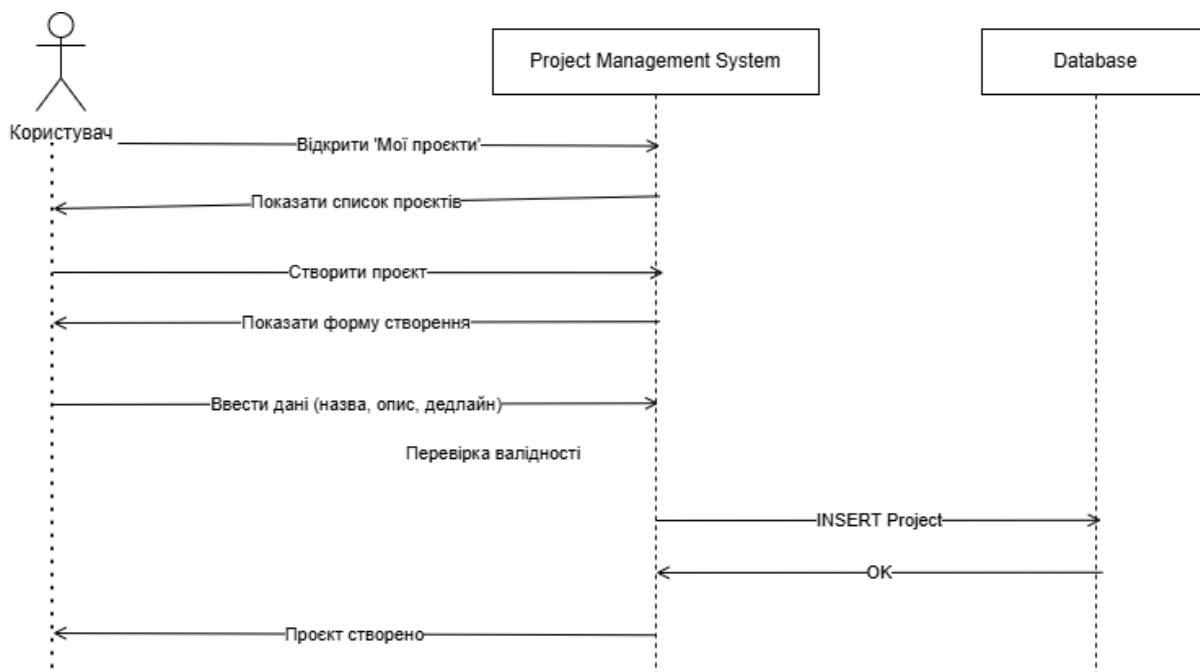 Project Management System
Database
Користувач
Відкрити 'Мої проєкти'
Показати список проєктів
Створити проєкт
Показати форму створення
Ввести дані (назва, опис, дедлайн)
Перевірка валідності
INSERT Project
OK
Проєкт створено